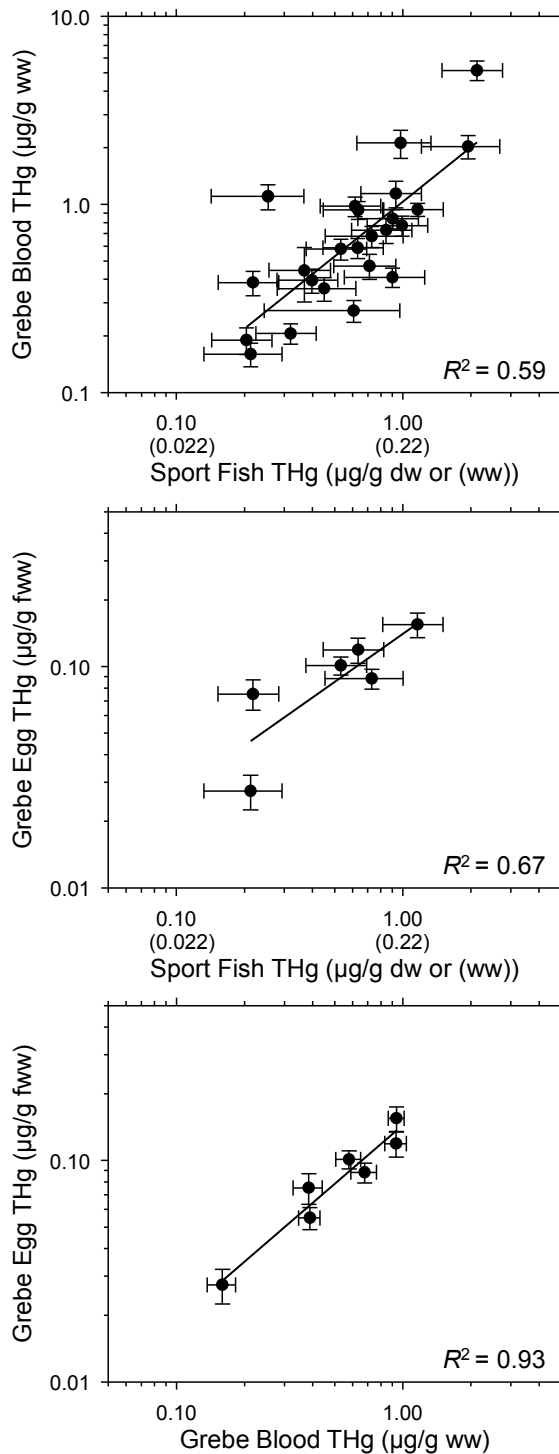 10.0
1.0
0.1
Grebe Blood THg (µg/g ww)
R² = 0.59
0.10 1.00
(0.022) (0.22)
Sport Fish THg (µg/g dw or (ww))
0.10
0.01
Grebe Egg THg (µg/g fww)
R² = 0.67
0.10 1.00
(0.022) (0.22)
Sport Fish THg (µg/g dw or (ww))
0.10
0.01
Grebe Egg THg (µg/g fww)
R² = 0.93
0.10 1.00
Grebe Blood THg (µg/g ww)